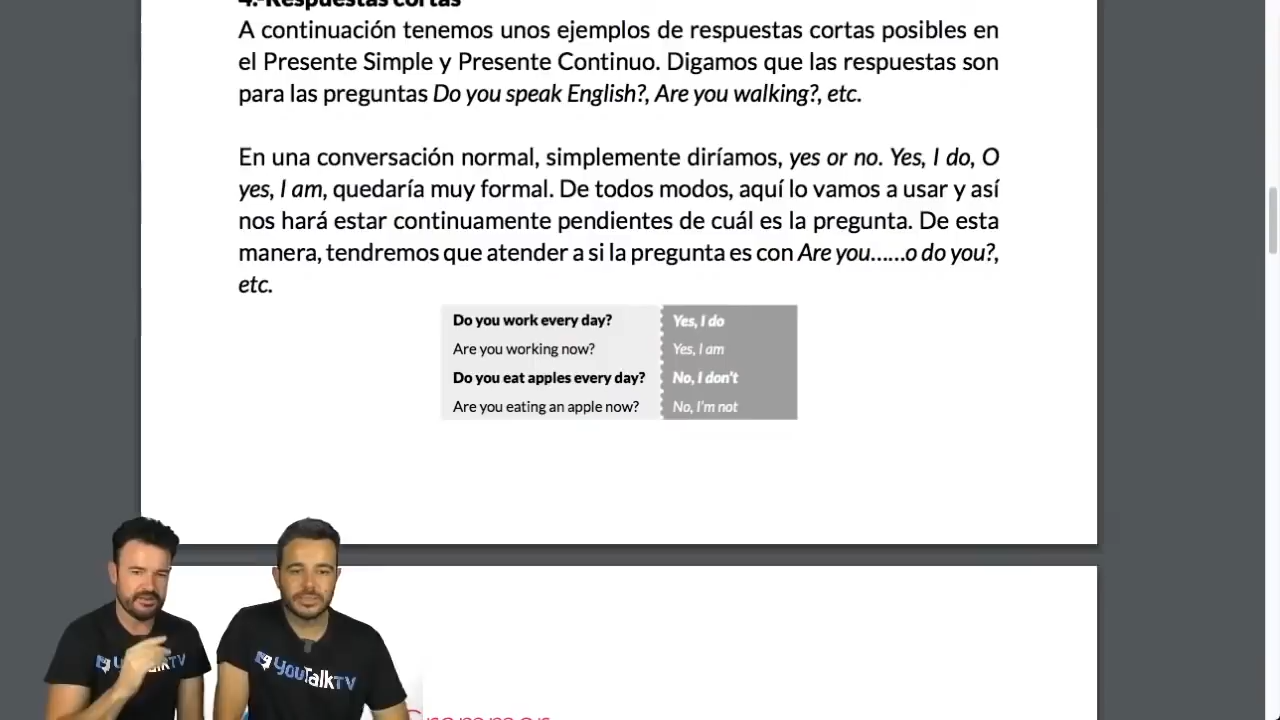 4.-Respuestas cortas
A continuación tenemos unos ejemplos de respuestas cortas posibles en
el Presente Simple y Presente Continuo. Digamos que las respuestas son
para las preguntas Do you speak English?, Are you walking?, etc.
En una conversación normal, simplemente diríamos, yes or no. Yes, I do, O
yes, I am, quedaría muy formal. De todos modos, aquí lo vamos a usar y así
nos hará estar continuamente pendientes de cuál es la pregunta. De esta
manera, tendremos que atender a si la pregunta es con Are you......o do you?,
etc.
Do you work every day? Yes, I do
Are you working now? Yes, I am
Do you eat apples every day? No, I don't
Are you eating an apple now? No, I'm not
YouTalkTV
YouTalkTV
Grammar